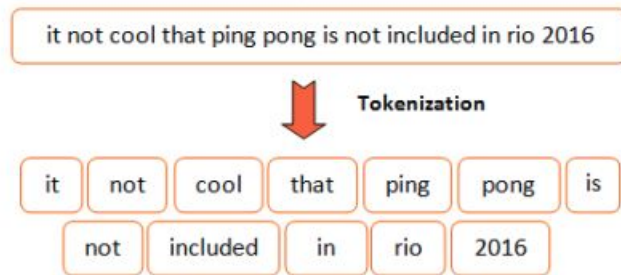 it not cool that ping pong is not included in rio 2016
Tokenization
it not cool that ping pong is
not included in rio 2016